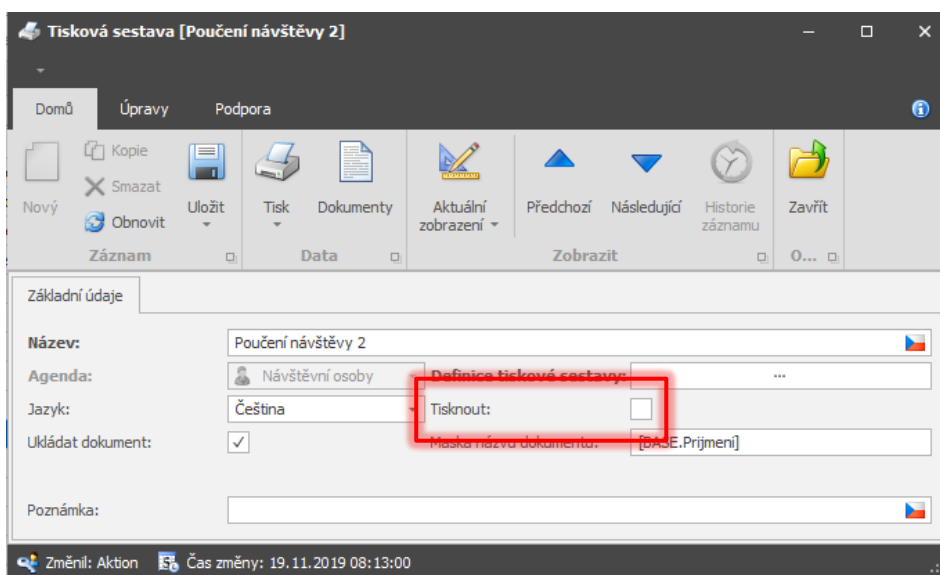 Tisková sestava [Poučení návštěvy 2]
Domů Úpravy Podpora
Nový
Kopie
Smazat
Obnovit
Uložit
Tisk
Dokumenty
Aktuální
zobrazení
Předchozí
Následující
Historie
záznamu
Zavřít
Záznam Data Zobrazit O...
Základní údaje
Název: Poučení návštěvy 2
Agenda: Návštěvní osoby Definice tiskové sestavy: ...
Jazyk: Čeština Tisknout:
Ukládat dokument: Maska názvu dokumentu: [BASE.Prijmeni]
Poznámka:
Změnil: Aktion Čas změny: 19.11.2019 08:13:00